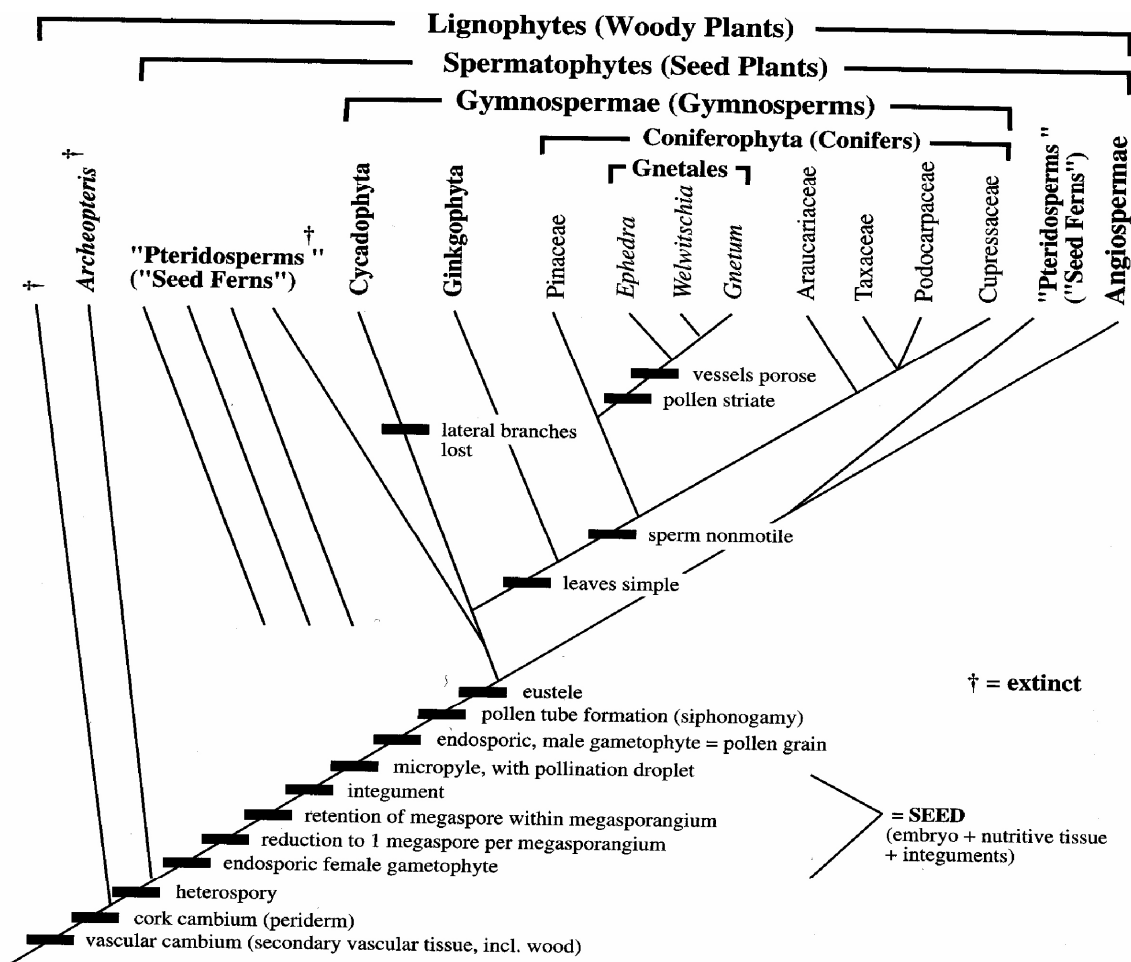 Lignophytes (Woody Plants)
Spermatophytes (Seed Plants)
Gymnospermae (Gymnosperms)
Coniferophyta (Conifers)
Gnetales
†
Archeopteris†
"Pteridosperms†"
("Seed Ferns")
Cycadophyta
Ginkgophyta
Pinaceae
Ephedra
Welwitschia
Gnetum
Araucariaceae
Taxaceae
Podocarpaceae
Cupressaceae
"Pteridosperms"
("Seed Ferns")
Angiospermae
vessels porose
pollen striate
lateral branches
lost
sperm nonmotile
leaves simple
eustele
† = extinct
pollen tube formation (siphonogamy)
endosporic, male gametophyte = pollen grain
micropyle, with pollination droplet
integument
retention of megaspore within megasporangium
= SEED
(embryo + nutritive tissue
+ integuments)
reduction to 1 megaspore per megasporangium
endosporic female gametophyte
heterospory
cork cambium (periderm)
vascular cambium (secondary vascular tissue, incl. wood)